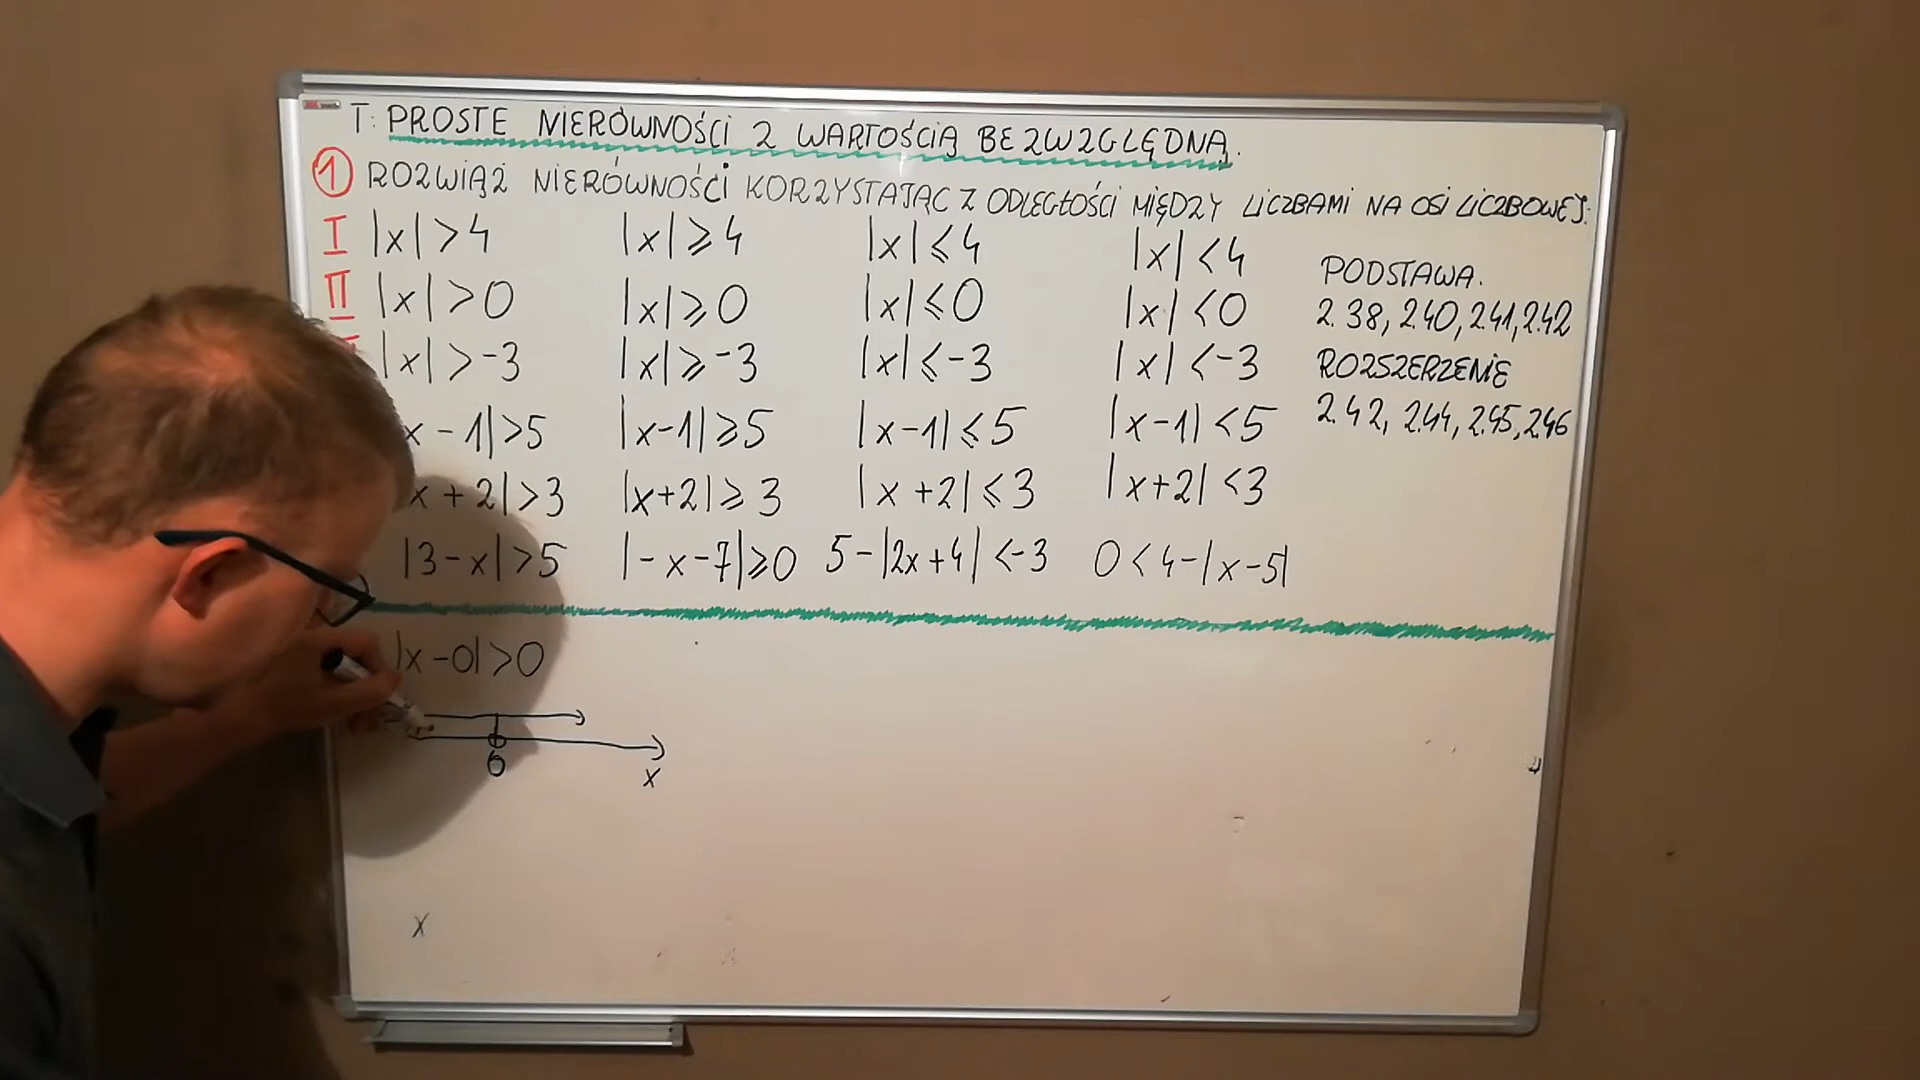 T: PROSTE NIERÓWNOŚCI Z WARTOŚCIĄ BEZWZGLĘDNĄ.
1 ROZWIĄŻ NIERÓWNOŚCI KORZYSTAJĄC Z ODLEGŁOŚCI MIĘDZY LICZBAMI NA OSI LICZBOWEJ:
I |x|>4 |x|⩾4 |x|⩽4 |x|<4
II |x|>0 |x|⩾0 |x|⩽0 |x|<0
|x|>-3 |x|⩾-3 |x|⩽-3 |x|<-3
x-1|>5 |x-1|⩾5 |x-1|⩽5 |x-1|<5
x+2|>3 |x+2|⩾3 |x+2|⩽3 |x+2|<3
|3-x|>5 |-x-7|⩾0 5-|2x+4|<-3 0<4-|x-5|
PODSTAWA.
2.38, 2.40, 2.41, 2.42
ROZSZERZENIE
2.42, 2.44, 2.45, 2.46
|x-0|>0
0
x
x